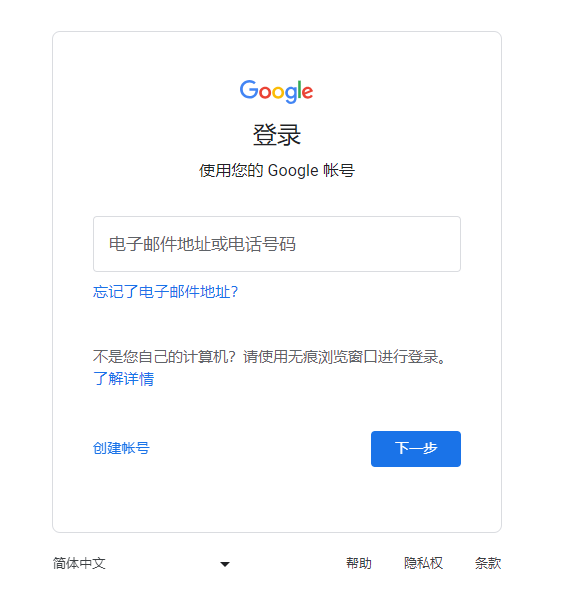 Google
登录
使用您的 Google 帐号
电子邮件地址或电话号码
忘记了电子邮件地址?
不是您自己的计算机？请使用无痕浏览窗口进行登录。
了解详情
创建帐号
下一步
简体中文
帮助
隐私权
条款